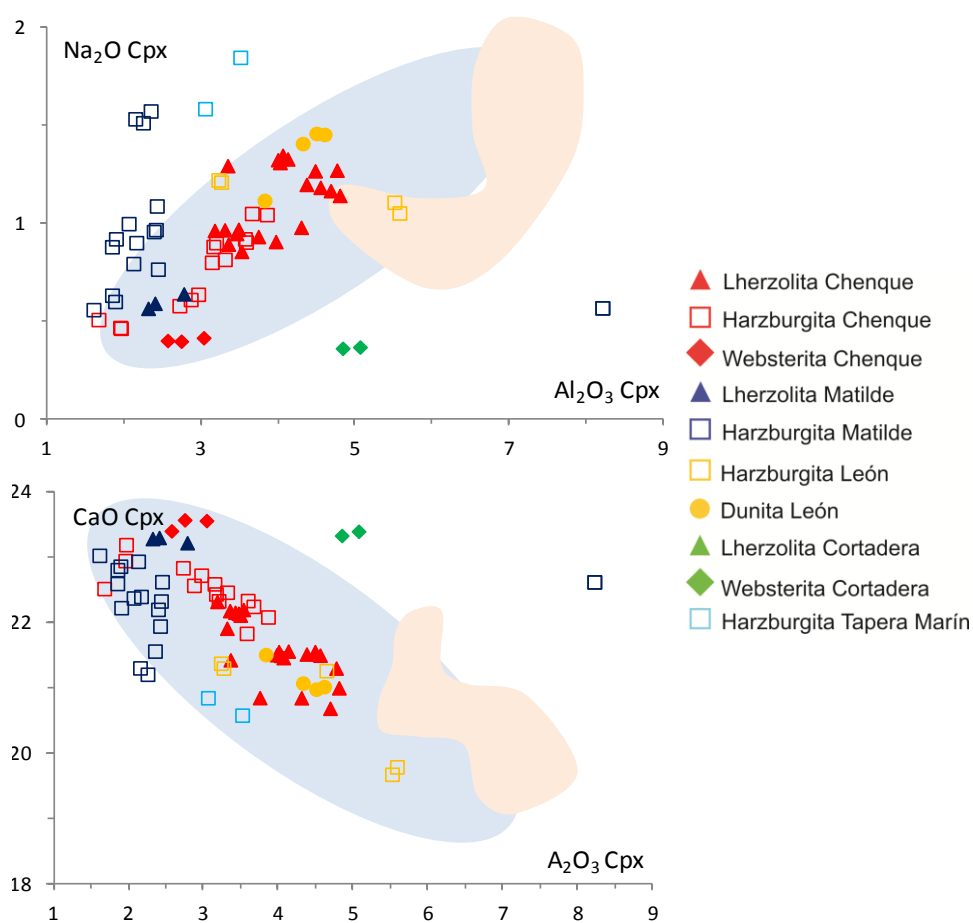 2
Na₂O Cpx
1
Al₂O₃ Cpx
0
1 3 5 7 9
24
CaO Cpx
22
20
A₂O₃ Cpx
18
1 2 3 4 5 6 7 8 9
Lherzolita Chenque
Harzburgita Chenque
Websterita Chenque
Lherzolita Matilde
Harzburgita Matilde
Harzburgita León
Dunita León
Lherzolita Cortadera
Websterita Cortadera
Harzburgita Tapera Marín